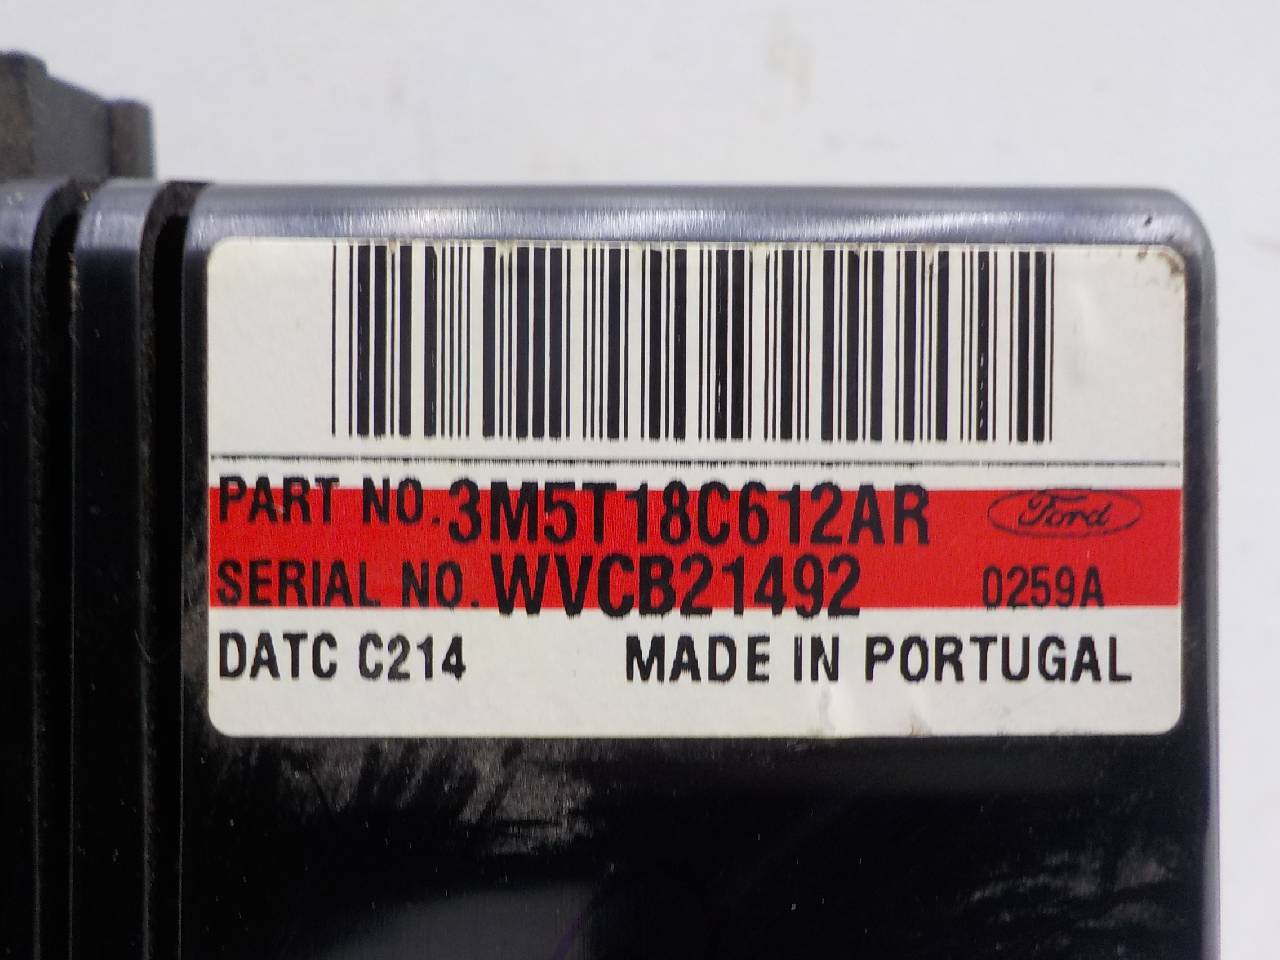 PART NO. 3M5T18C612AR Ford
SERIAL NO. WVCB21492 0259A
DATC C214 MADE IN PORTUGAL